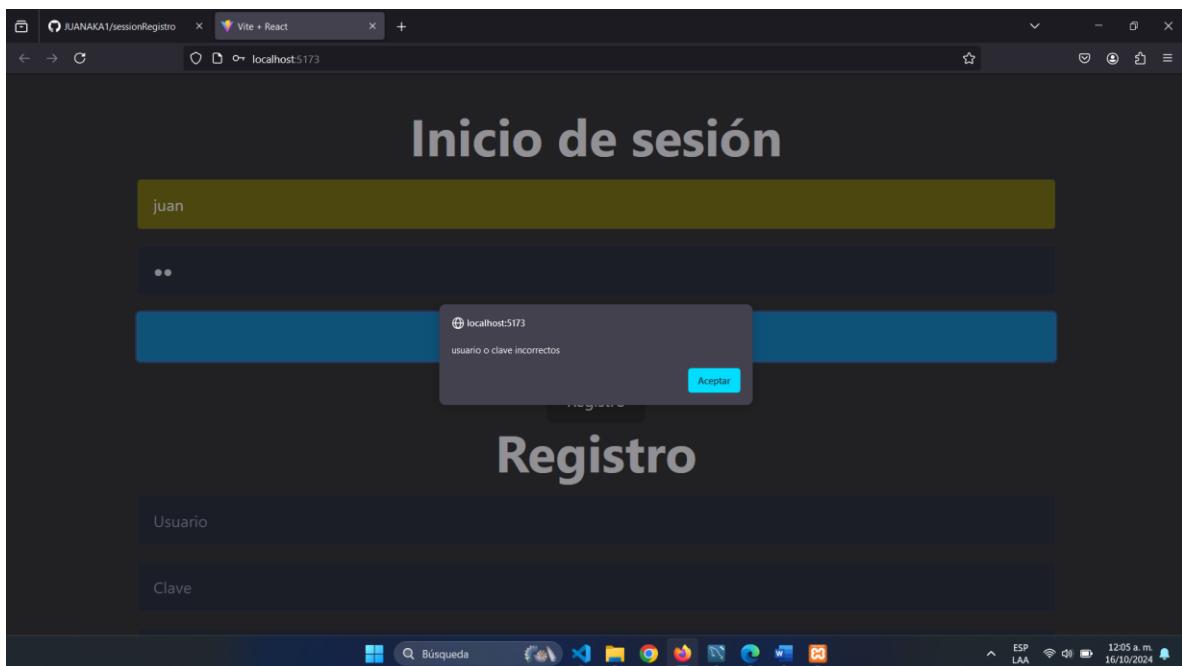 JUANAKA1/sessionRegistro
Vite + React
localhost:5173
Inicio de sesión
juan
localhost:5173
usuario o clave incorrectos
Aceptar
Registro
Registro
Usuario
Clave
Búsqueda
ESP
LAA
12:05 a. m.
16/10/2024